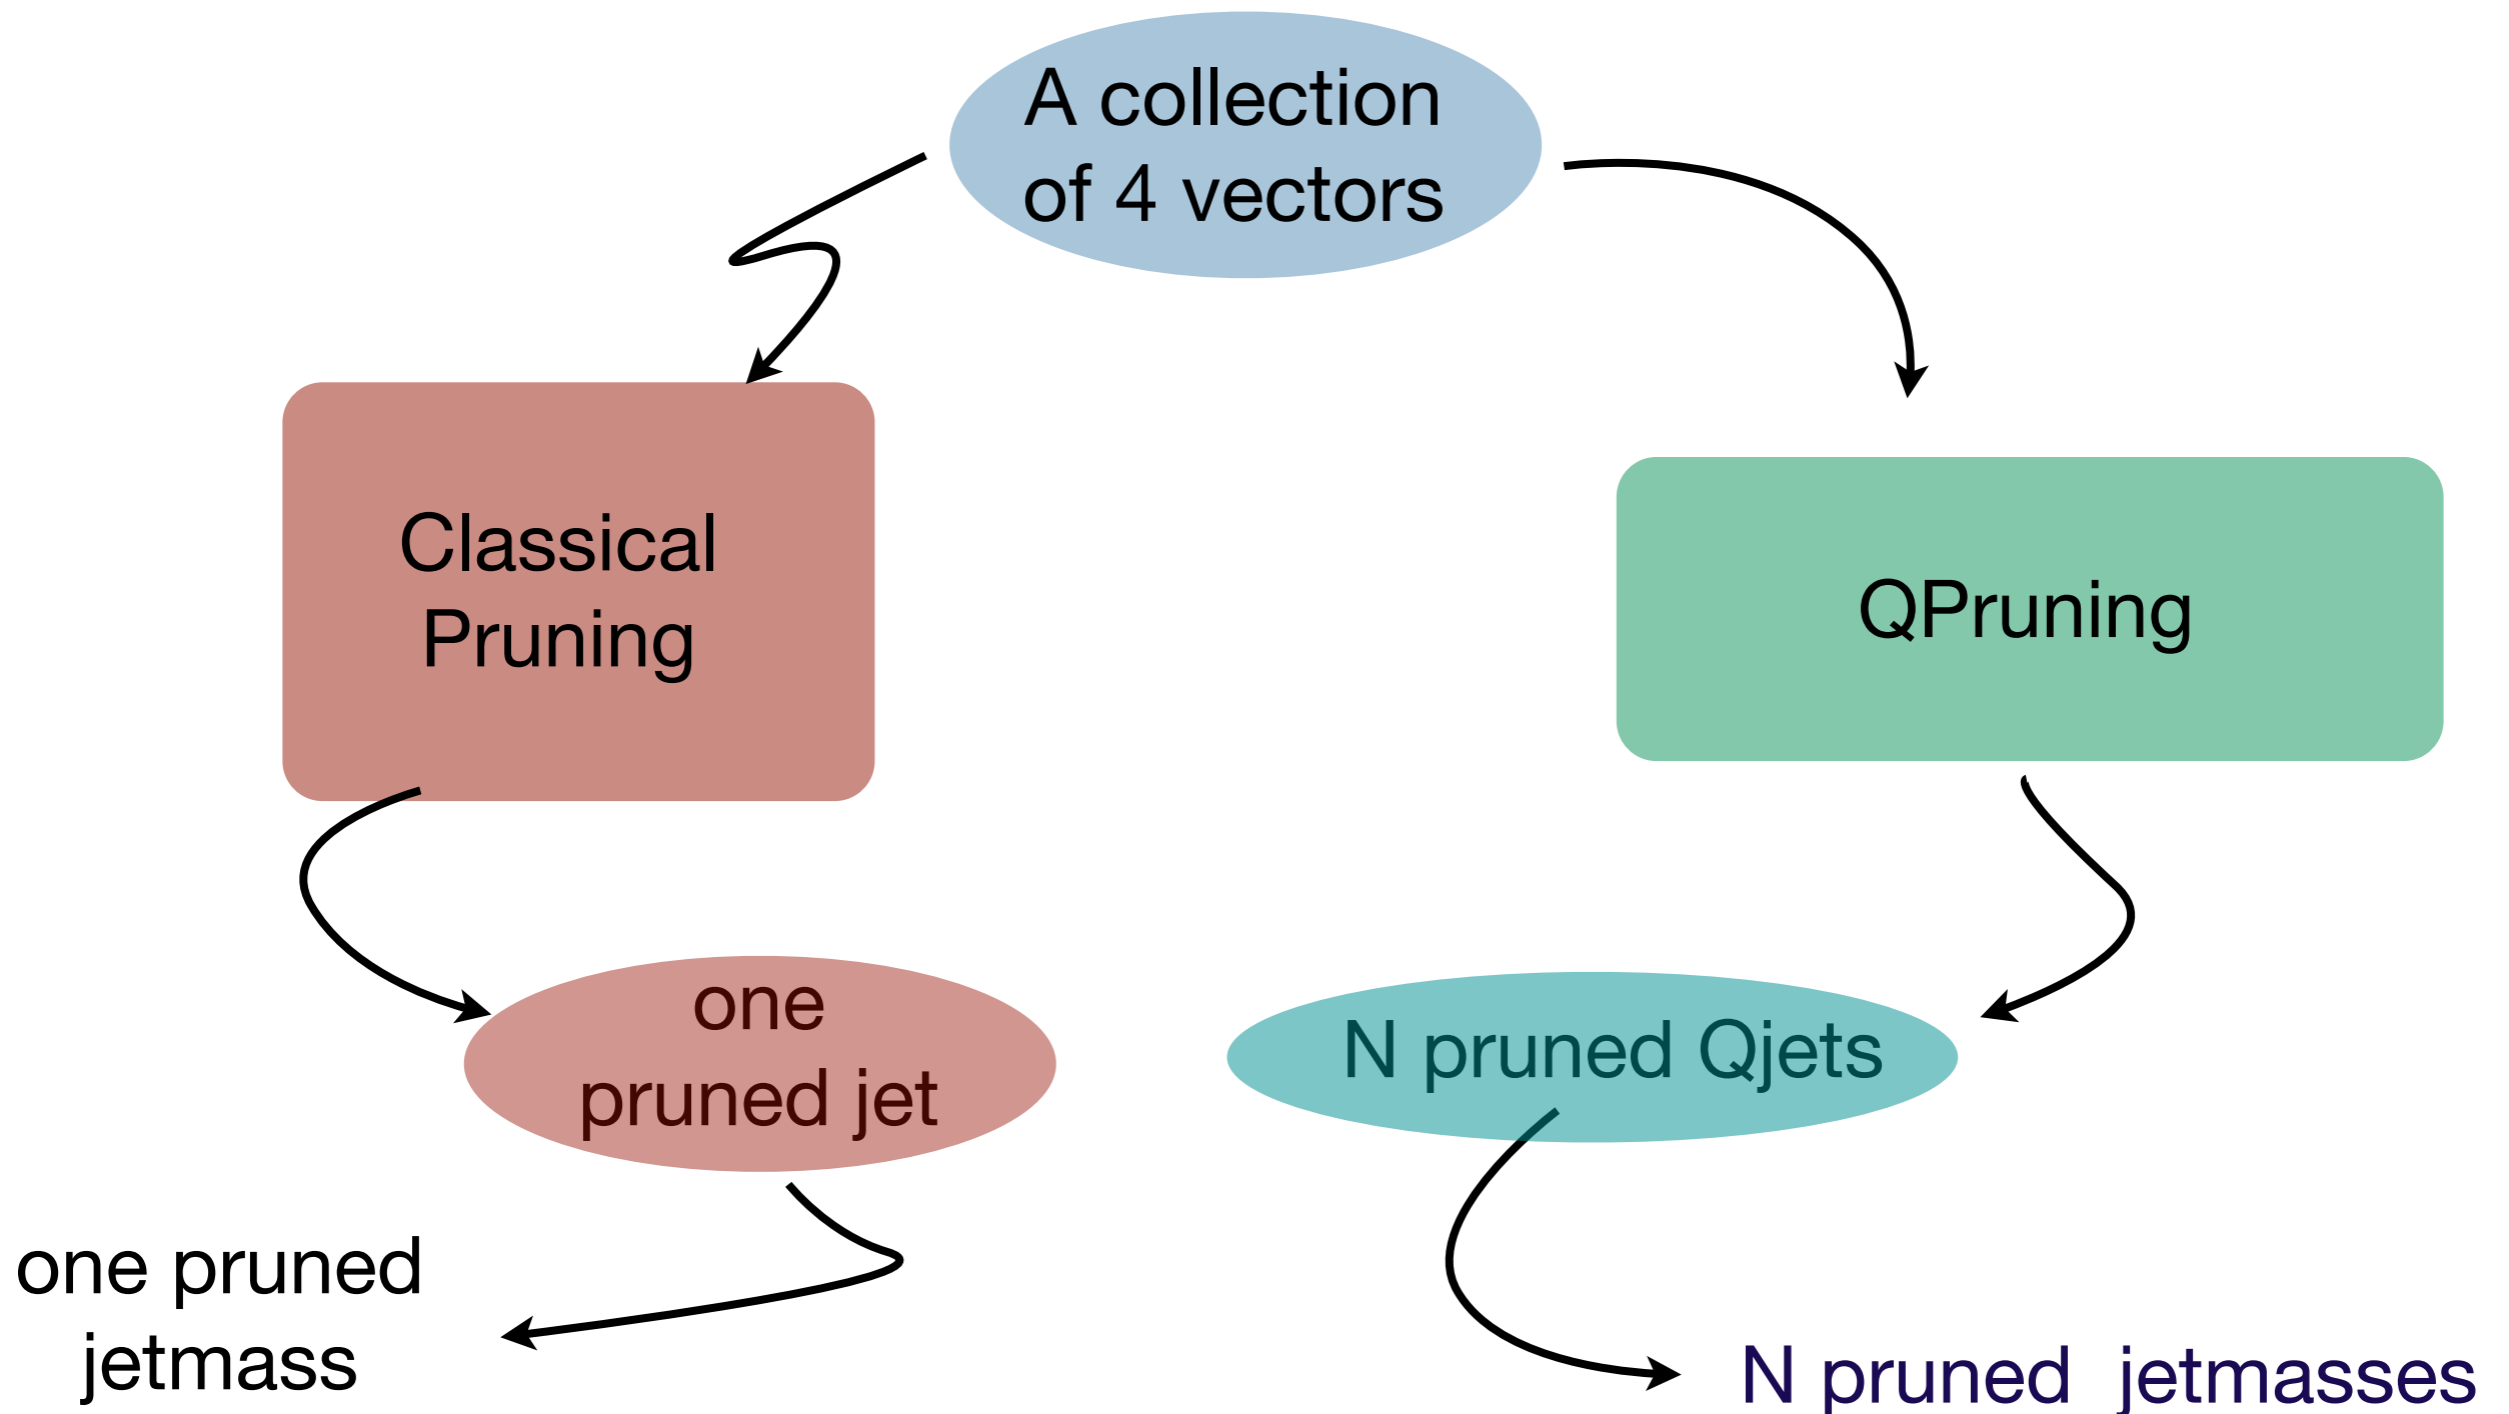 A collection
of 4 vectors
Classical
Pruning
QPruning
one
pruned jet
N pruned Qjets
one pruned
jetmass
N pruned jetmasses